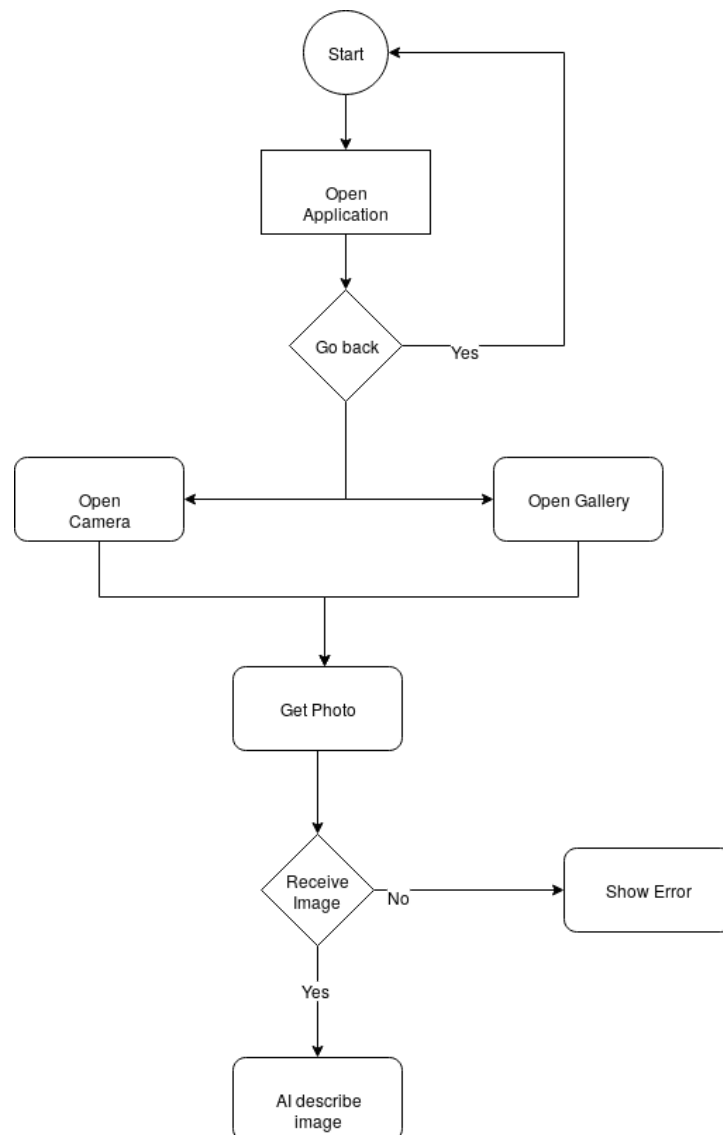 Start
Open
Application
Go back
Yes
Open
Camera
Open Gallery
Get Photo
Receive
Image
No
Show Error
Yes
AI describe
image